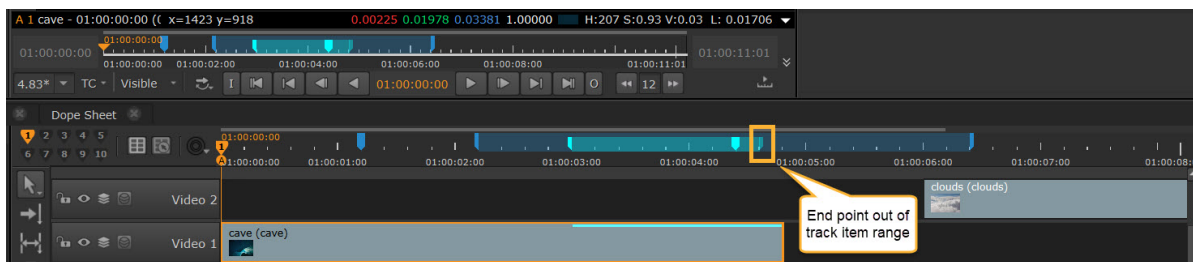 A 1 cave - 01:00:00:00 (( x=1423 y=918 0.00225 0.01978 0.03381 1.00000 H:207 S:0.93 V:0.03 L: 0.01706
01:00:00:00
01:00:00:00 01:00:11:01
01:00:00:00 01:00:02:00 01:00:04:00 01:00:06:00 01:00:08:00 01:00:11:01
4.83* TC Visible I 01:00:00:00 O 12
Dope Sheet
1 2 3 4 5
6 7 8 9 10
01:00:00:00
1
A
01:00:00:00 01:00:01:00 01:00:02:00 01:00:03:00 01:00:04:00 01:00:05:00 01:00:06:00 01:00:07:00 01:00:08:
Video 2
clouds (clouds)
End point out of
track item range
Video 1
cave (cave)